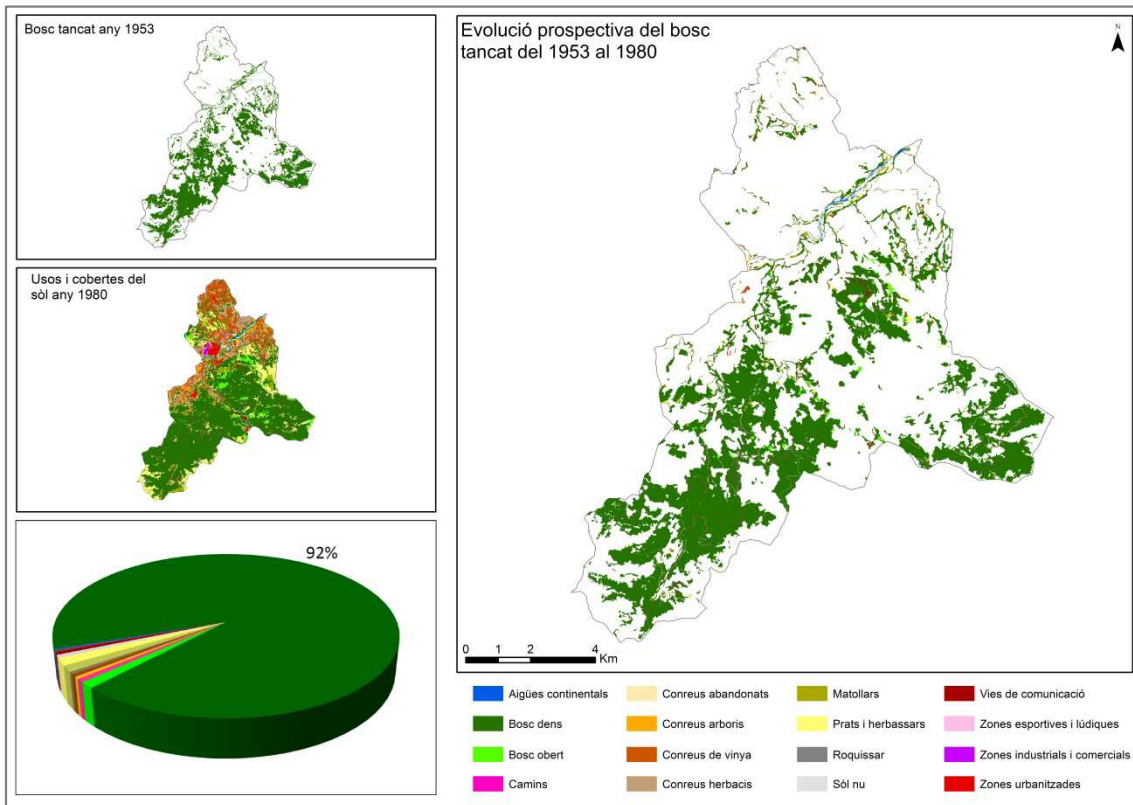 Bosc tancat any 1953
Usos i cobertes del
sòl any 1980
92%
Evolució prospectiva del bosc
tancat del 1953 al 1980
N
0 1 2 4
Km
Aigües continentals
Bosc dens
Bosc obert
Camins
Conreus abandonats
Conreus arboris
Conreus de vinya
Conreus herbacis
Matollars
Prats i herbassars
Roquissar
Sòl nu
Vies de comunicació
Zones esportives i lúdiques
Zones industrials i comercials
Zones urbanitzades